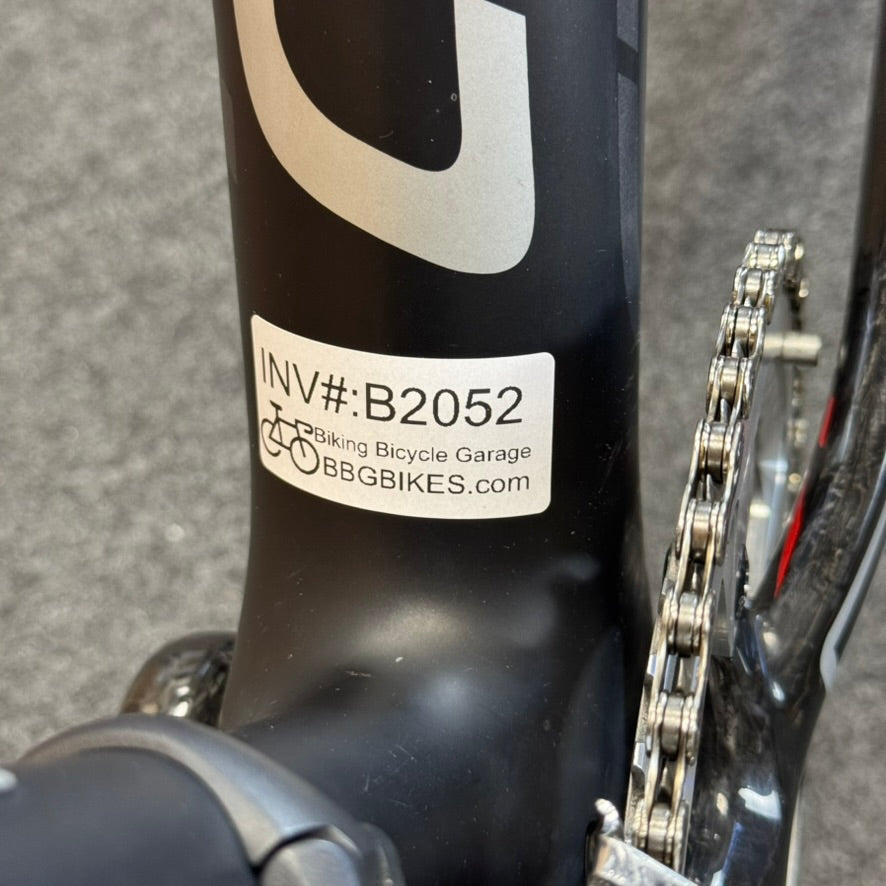 INV#:B2052
Biking Bicycle Garage
BBGBIKES.com